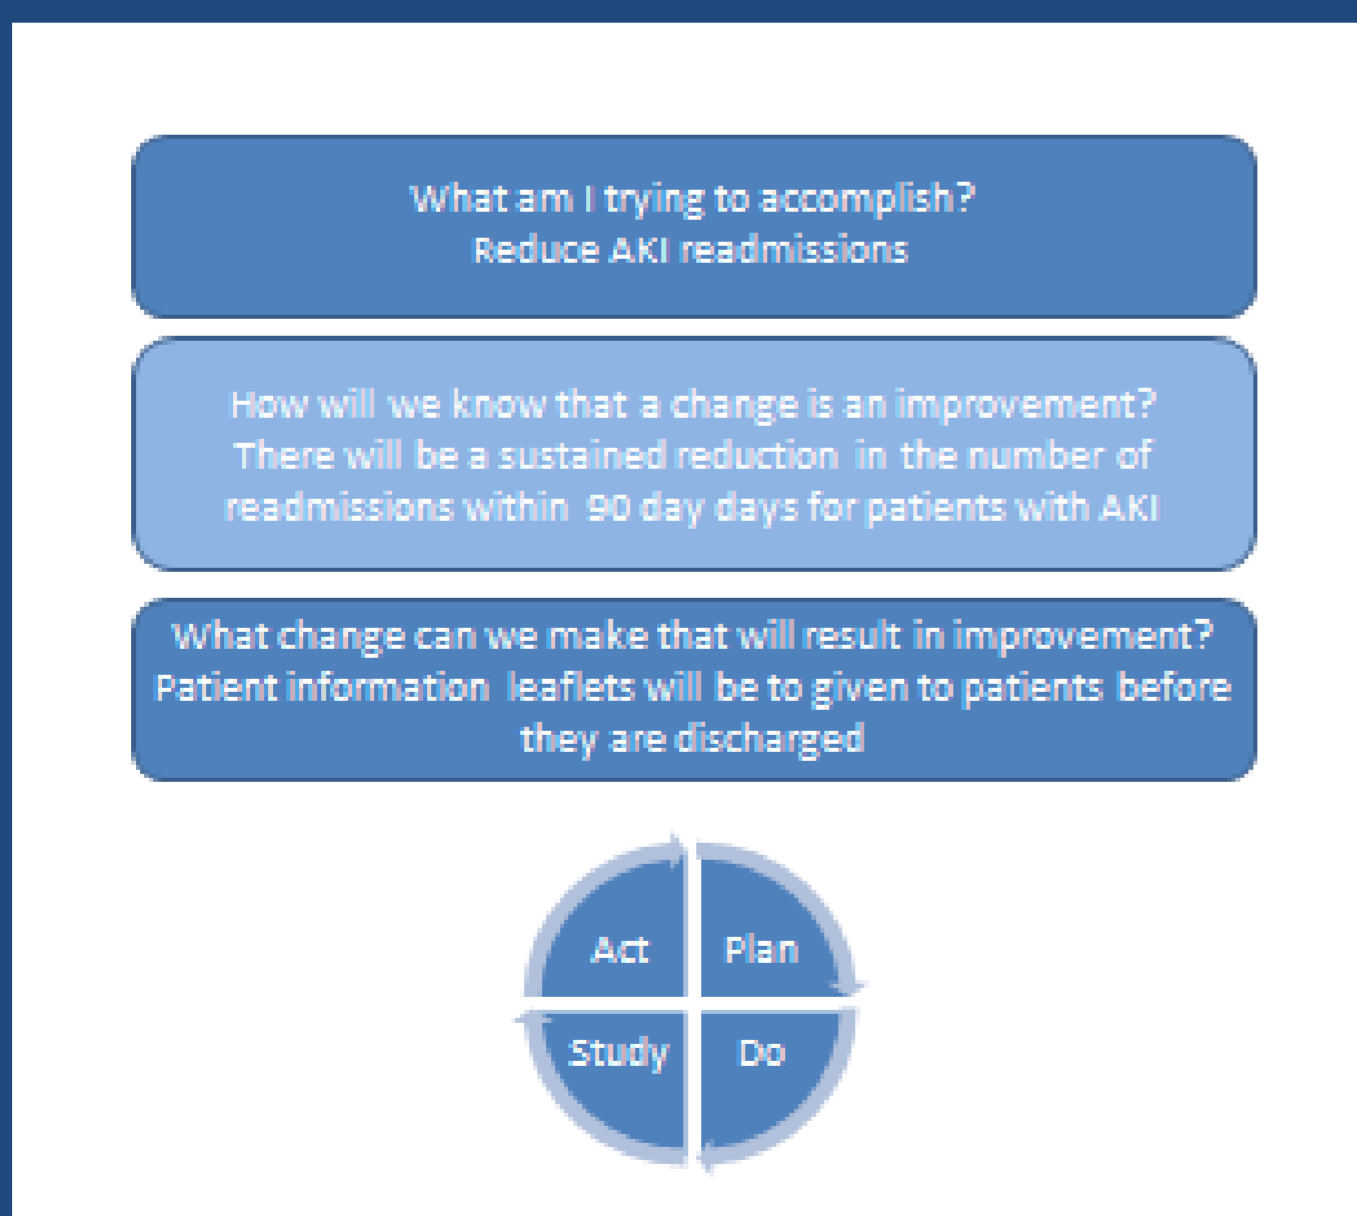 What am I trying to accomplish?
Reduce AKI readmissions
How will we know that a change is an improvement?
There will be a sustained reduction in the number of
readmissions within 90 day days for patients with AKI
What change can we make that will result in improvement?
Patient information leaflets will be to given to patients before
they are discharged
Act
Plan
Study
Do